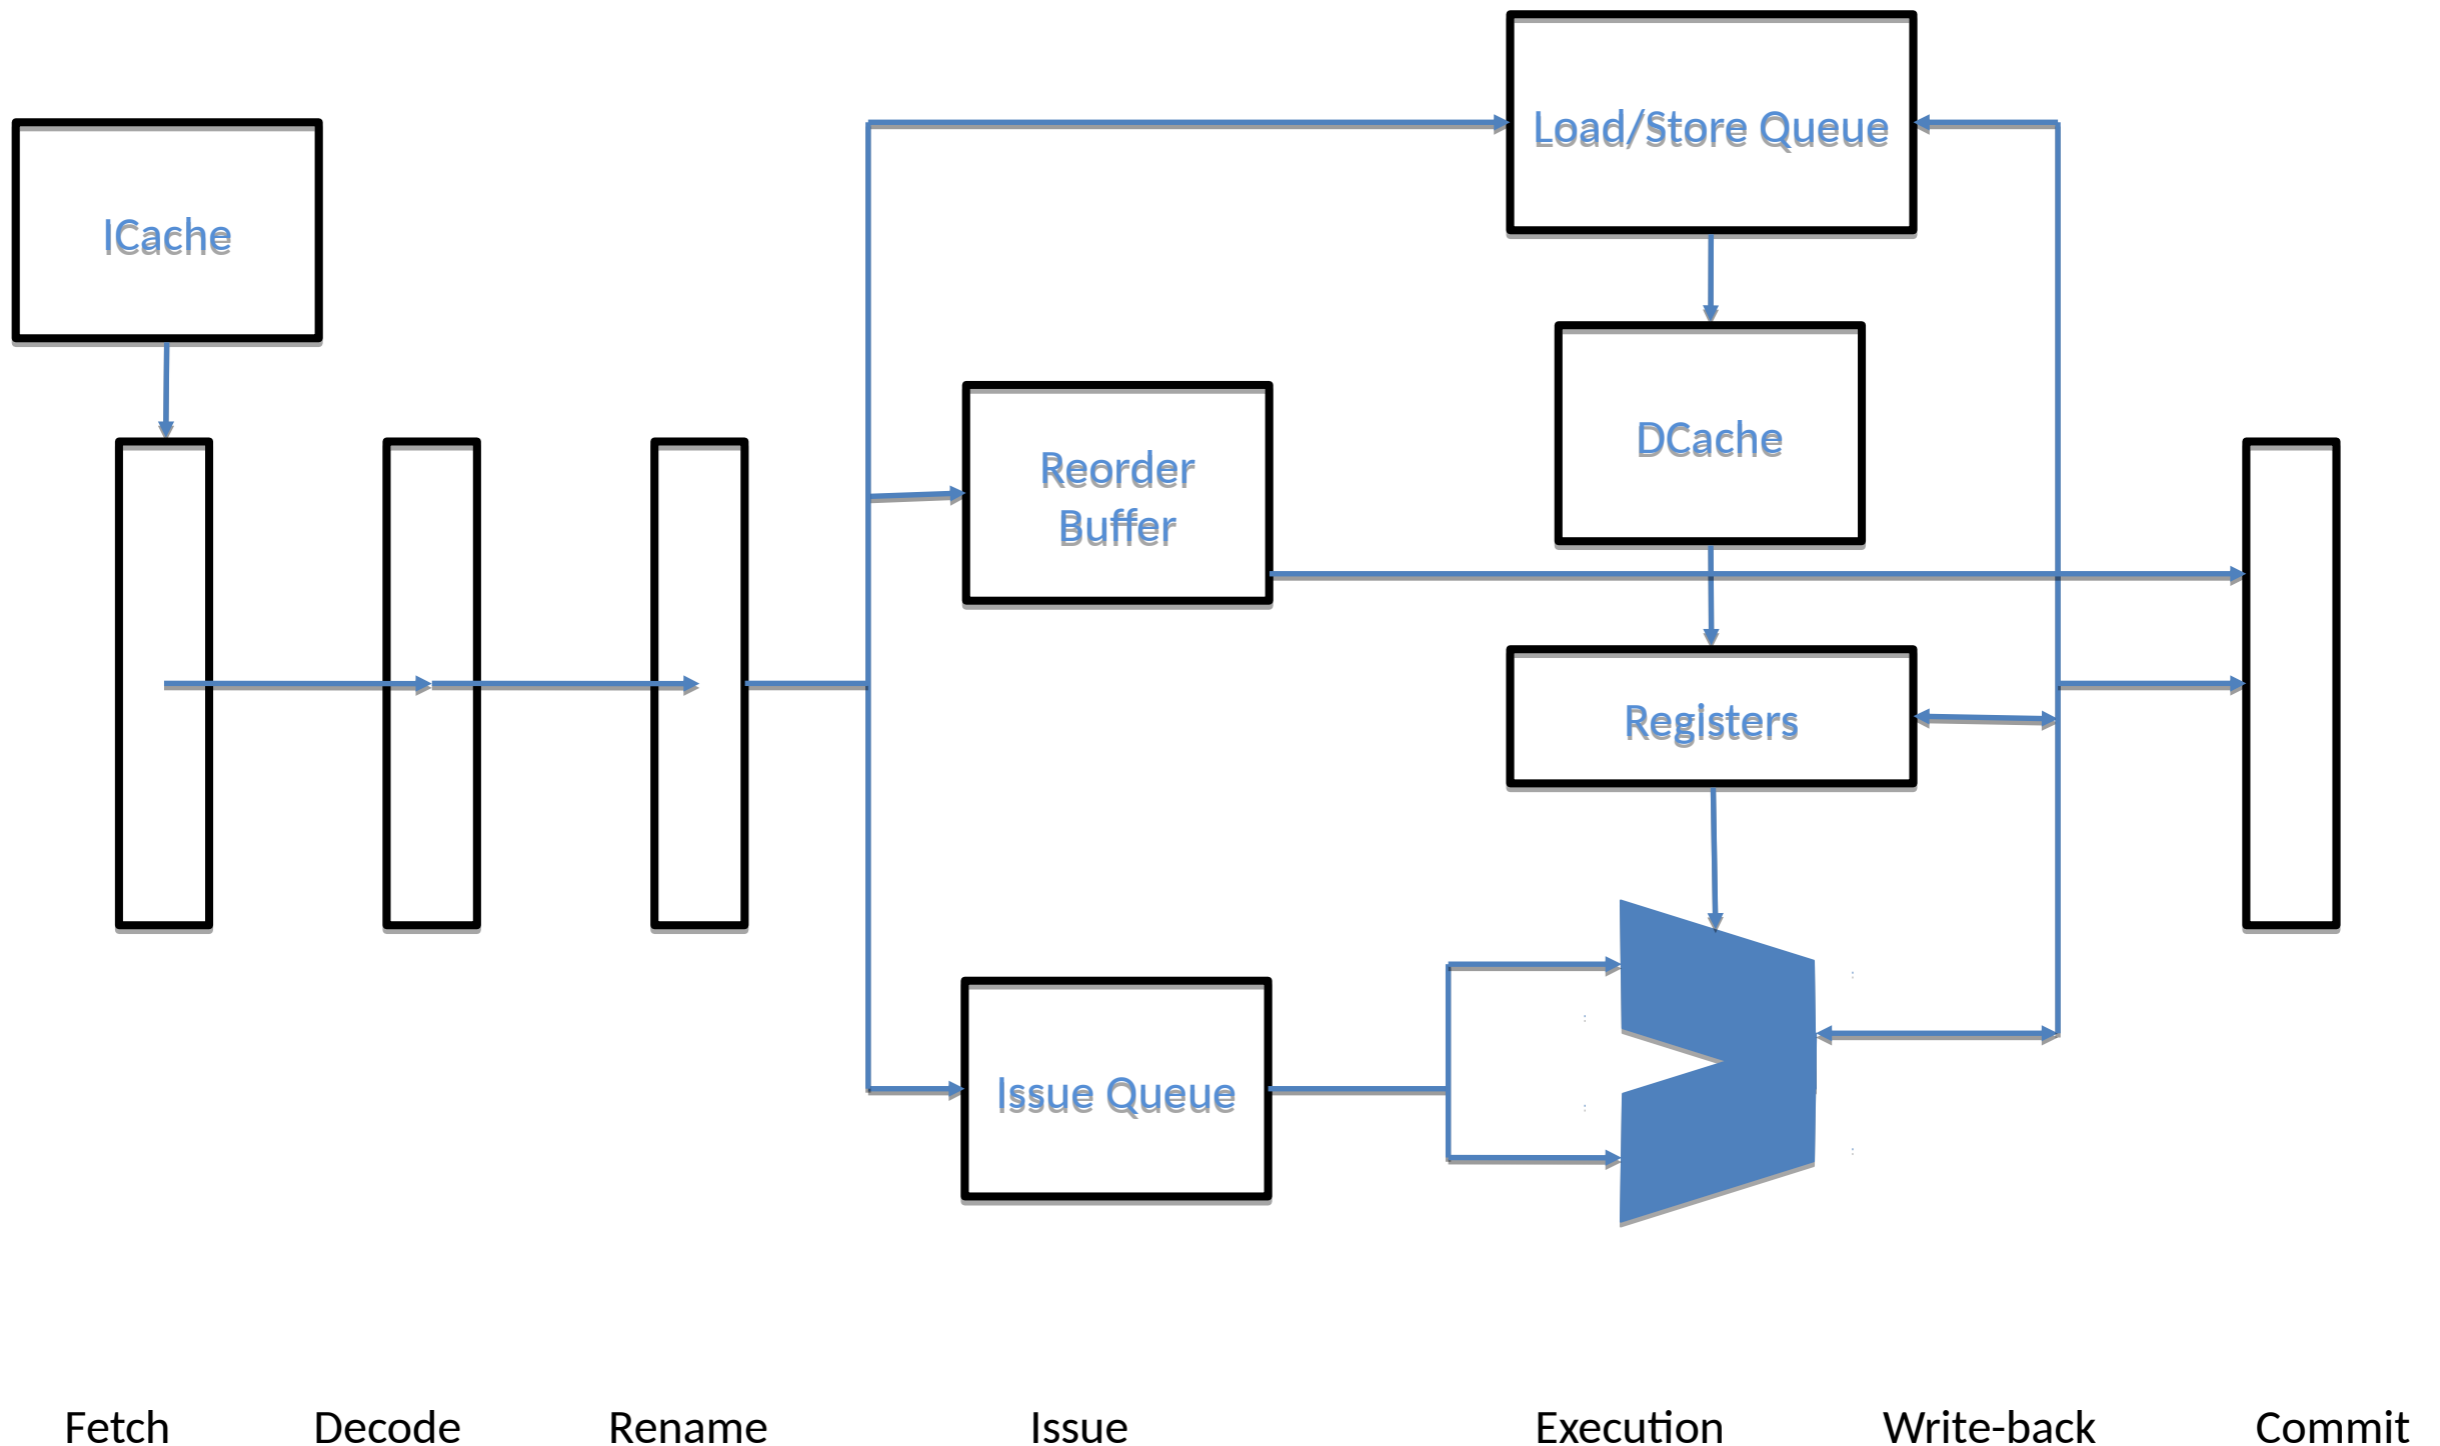 Load/Store Queue
ICache
DCache
Reorder
Buffer
Registers
Issue Queue
Fetch
Decode
Rename
Issue
Execution
Write-back
Commit